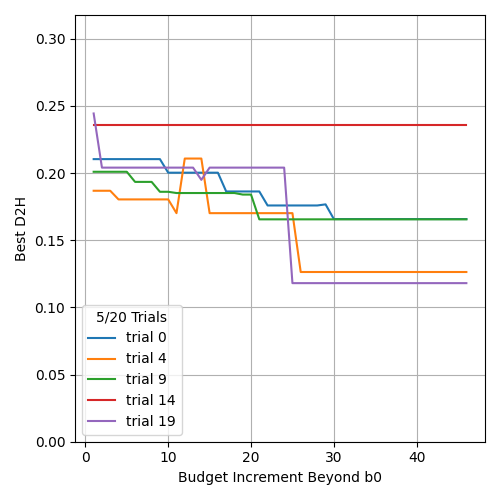 0.30
0.25
0.20
0.15
0.10
0.05
0.00
Best D2H
5/20 Trials
trial 0
trial 4
trial 9
trial 14
trial 19
0 10 20 30 40
Budget Increment Beyond b0